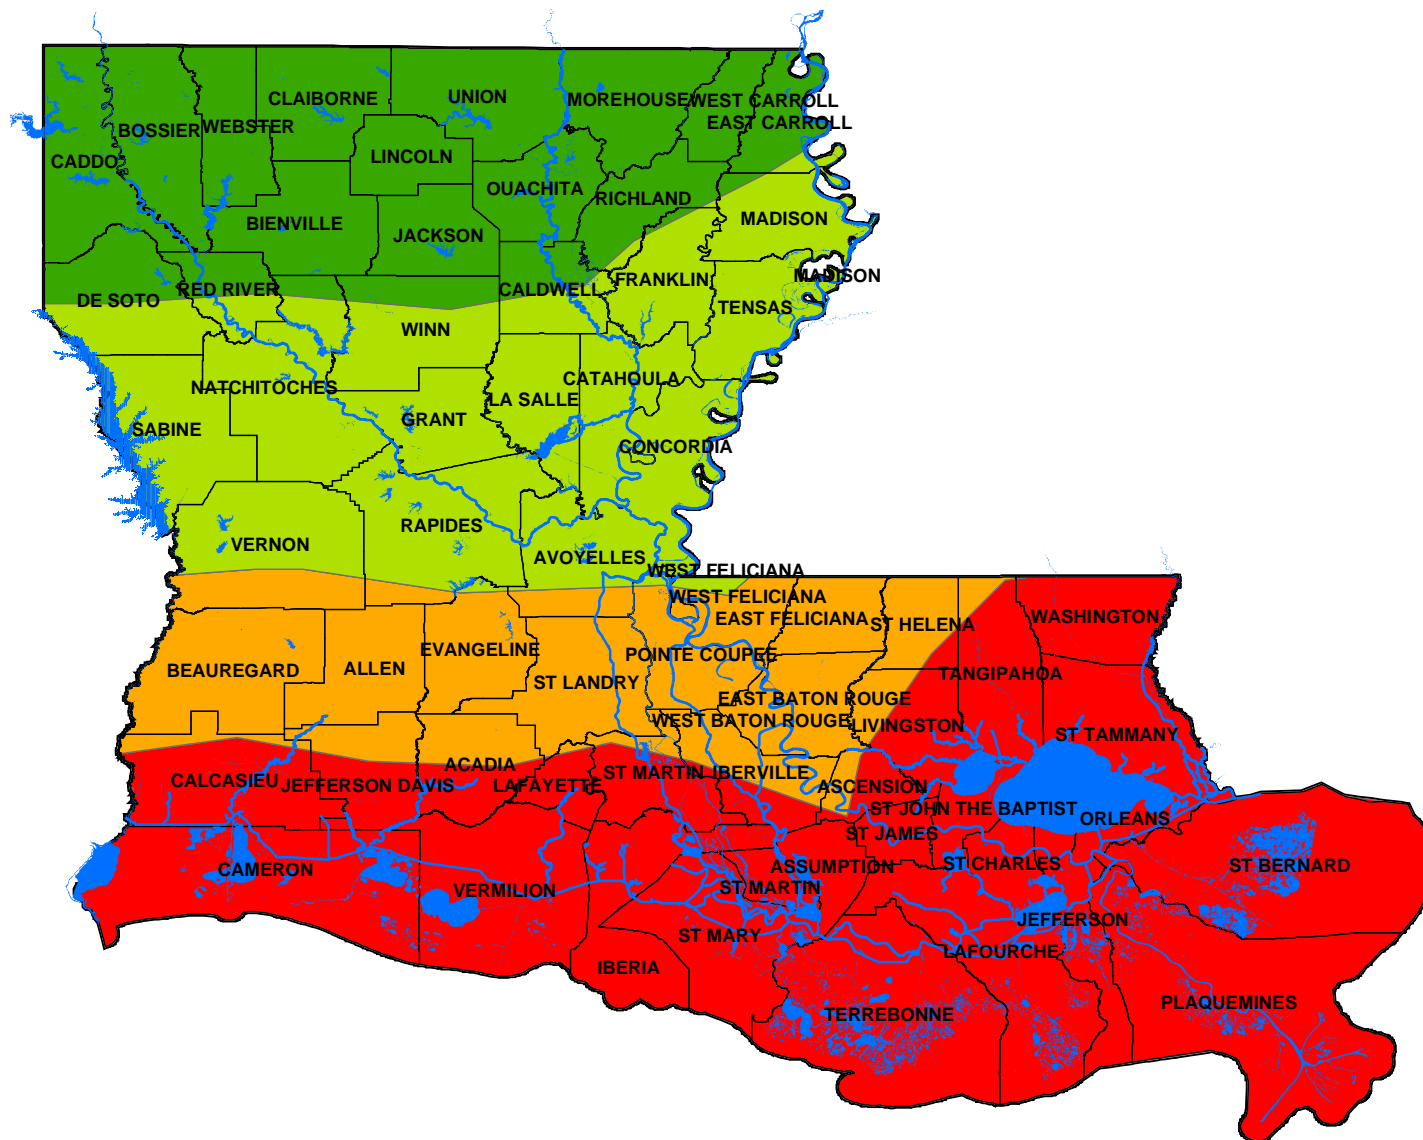 CLAIBORNE
UNION
MOREHOUSE
WEST CARROLL
EAST CARROLL
BOSSIER
WEBSTER
CADDO
LINCOLN
OUACHITA
RICHLAND
MADISON
BIENVILLE
JACKSON
MADISON
FRANKLIN
DE SOTO
RED RIVER
CALDWELL
TENSAS
WINN
NATCHITOCHES
CATAHOULA
LA SALLE
GRANT
SABINE
CONCORDIA
RAPIDES
VERNON
AVOYELLES
WEST FELICIANA
WEST FELICIANA
EAST FELICIANA
ST HELENA
WASHINGTON
EVANGELINE
POINTE COUPEE
BEAUREGARD
ALLEN
ST LANDRY
TANGIPAHOA
EAST BATON ROUGE
WEST BATON ROUGE
LIVINGSTON
ST TAMMANY
ACADIA
CALCASIEU
JEFFERSON DAVIS
LAFAYETTE
ST MARTIN
IBERVILLE
ASCENSION
ST JOHN THE BAPTIST
ORLEANS
ST JAMES
CAMERON
VERMILION
ASSUMPTION
ST MARTIN
ST CHARLES
ST BERNARD
JEFFERSON
ST MARY
LAFOURCHE
IBERIA
TERREBONNE
PLAQUEMINES